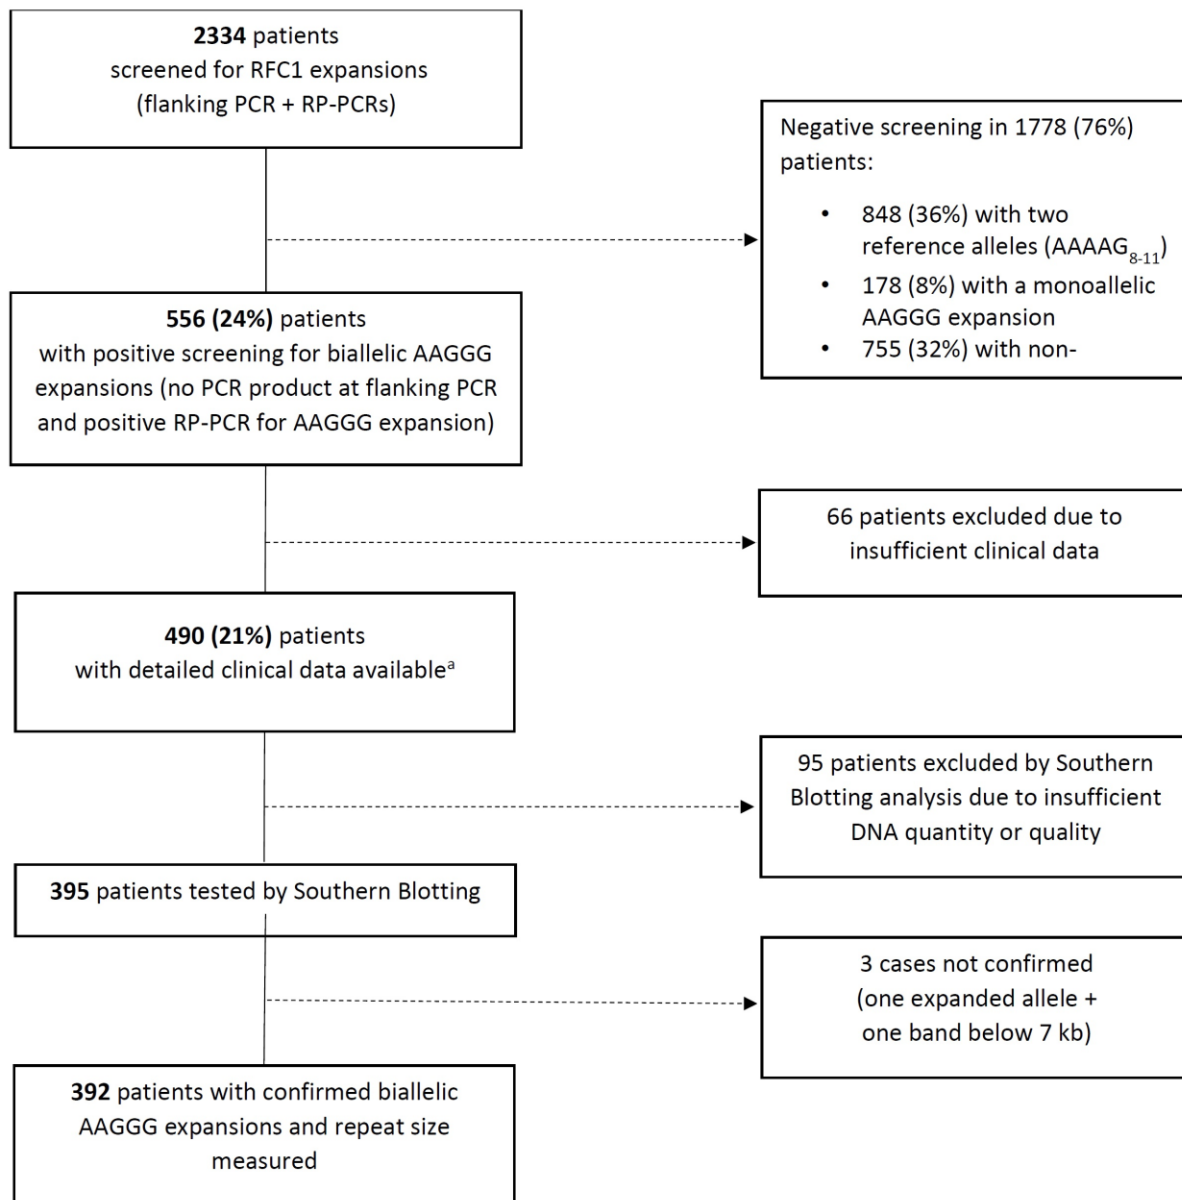 2334 patients
screened for RFC1 expansions
(flanking PCR + RP-PCRs)
Negative screening in 1778 (76%)
patients:
• 848 (36%) with two
reference alleles (AAAAG8-11)
• 178 (8%) with a monoallelic
AAGGG expansion
• 755 (32%) with non-
556 (24%) patients
with positive screening for biallelic AAGGG
expansions (no PCR product at flanking PCR
and positive RP-PCR for AAGGG expansion)
66 patients excluded due to
insufficient clinical data
490 (21%) patients
with detailed clinical data availableᵃ
95 patients excluded by Southern
Blotting analysis due to insufficient
DNA quantity or quality
395 patients tested by Southern Blotting
3 cases not confirmed
(one expanded allele +
one band below 7 kb)
392 patients with confirmed biallelic
AAGGG expansions and repeat size
measured